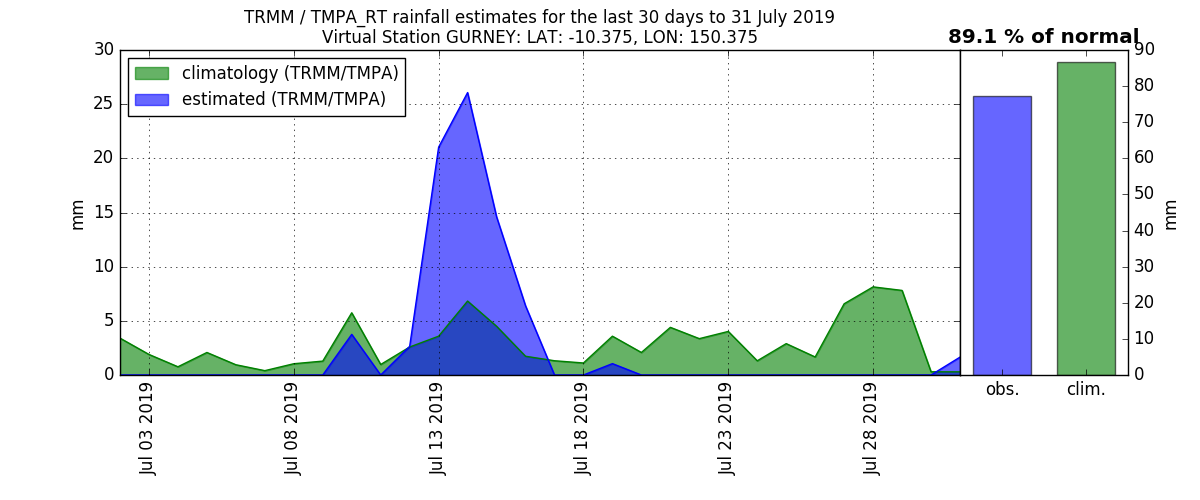 TRMM / TMPA_RT rainfall estimates for the last 30 days to 31 July 2019
Virtual Station GURNEY: LAT: -10.375, LON: 150.375
89.1 % of normal
climatology (TRMM/TMPA)
estimated (TRMM/TMPA)
30
25
20
15
10
5
0
mm
Jul 03 2019
Jul 08 2019
Jul 13 2019
Jul 18 2019
Jul 23 2019
Jul 28 2019
obs.
clim.
90
80
70
60
50
40
30
20
10
0
mm